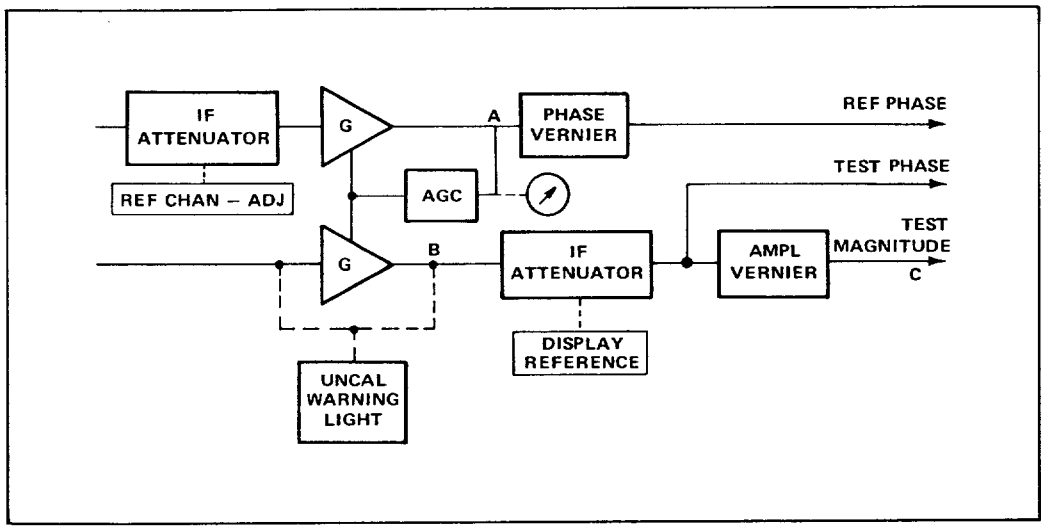 IF
ATTENUATOR
G
A
PHASE
VERNIER
REF PHASE
REF CHAN – ADJ
AGC
TEST PHASE
G
B
IF
ATTENUATOR
AMPL
VERNIER
TEST
MAGNITUDE
C
DISPLAY
REFERENCE
UNCAL
WARNING
LIGHT